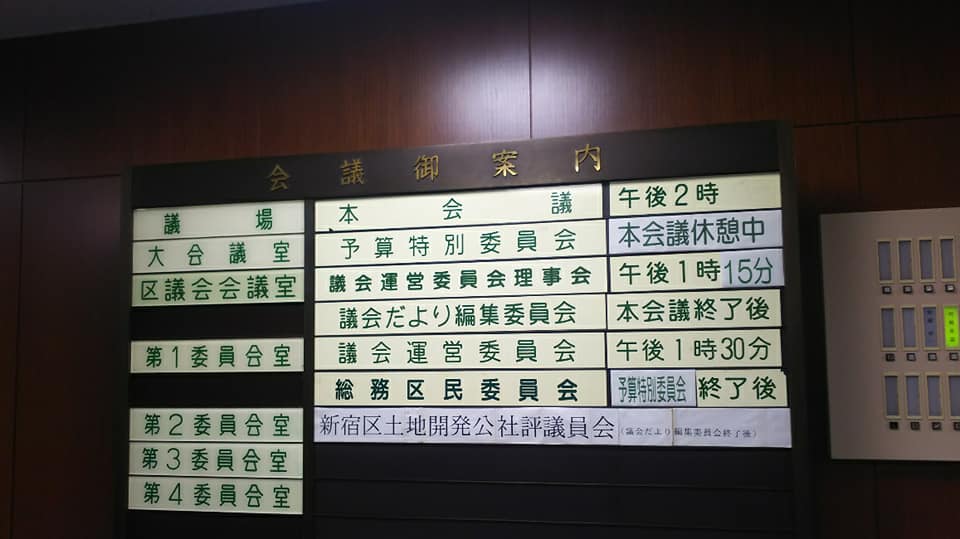 会議御案内
議場 本会議 午後2時
大会議室 予算特別委員会 本会議休憩中
区議会会議室 議会運営委員会理事会 午後1時15分
議会だより編集委員会 本会議終了後
第1委員会室 議会運営委員会 午後1時30分
総務区民委員会 予算特別委員会終了後
第2委員会室 新宿区土地開発公社評議員会(議会だより編集委員会終了後)
第3委員会室
第4委員会室